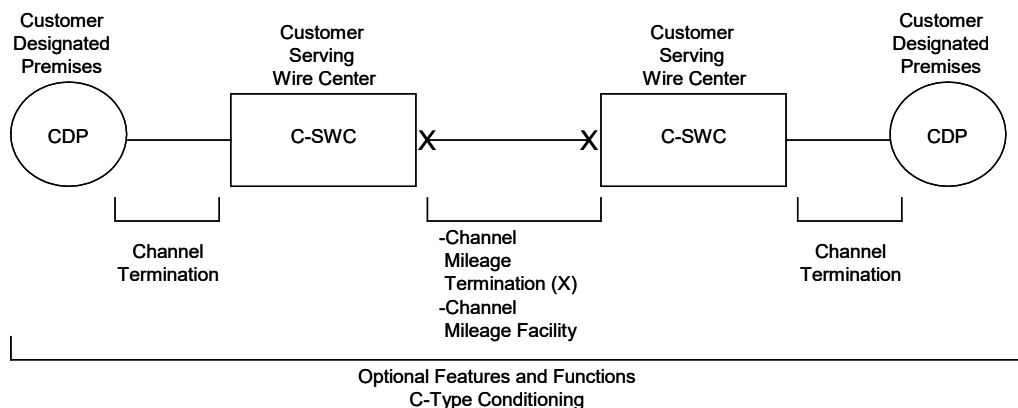 Customer
Designated
Premises
Customer
Serving
Wire Center
Customer
Serving
Wire Center
Customer
Designated
Premises
CDP
C-SWC
X
X
C-SWC
CDP
Channel
Termination
-Channel
Mileage
Termination (X)
-Channel
Mileage Facility
Channel
Termination
Optional Features and Functions
C-Type Conditioning